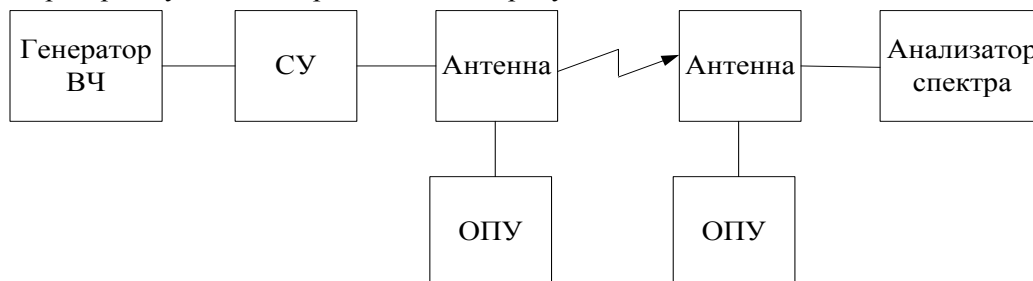 Генератор
ВЧ
СУ
Антенна
Антенна
Анализатор
спектра
ОПУ
ОПУ